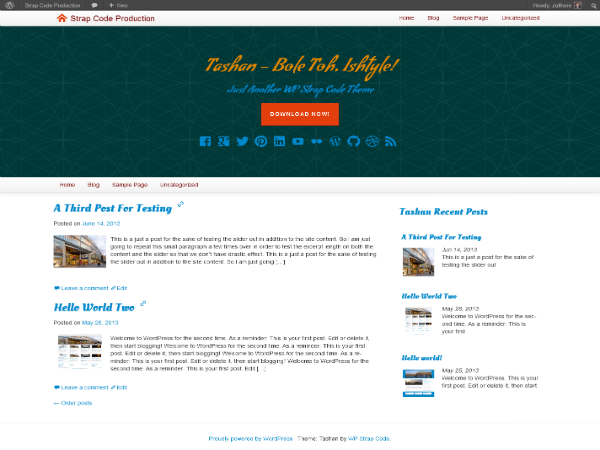 Strap Code Production + New Howdy, zulfnore
Strap Code Production Home Blog Sample Page Uncategorized
Tashan – Bole Toh, Ishtyle!
Just Another WP Strap Code Theme
DOWNLOAD NOW!
Home Blog Sample Page Uncategorized
A Third Post For Testing
Posted on June 14, 2013
This is a just a post for the sake of testing the slider out in addition to the site content. So I am just
going to repeat this small paragraph a few times over in order to test the excerpt length on both the
content and the slider so that we don't have drastic effect. This is a just a post for the sake of testing
the slider out in addition to the site content. So I am just going [...]
Leave a comment Edit
Hello World Two
Posted on May 28, 2013
Welcome to WordPress for the second time. As a reminder: This is your first post. Edit or delete it,
then start blogging! Welcome to WordPress for the second time. As a reminder: This is your first
post. Edit or delete it, then start blogging! Welcome to WordPress for the second time. As a re-
minder: This is your first post. Edit or delete it, then start blogging! Welcome to WordPress for the
second time. As a reminder: This is your first post. Edit [...]
Leave a comment Edit
← Older posts
Tashan Recent Posts
A Third Post For Testing
Jun 14, 2013
This is a just a post for the sake of
testing the slider out
Hello World Two
May 28, 2013
Welcome to WordPress for the sec-
ond time. As a reminder: This is
your first
Hello world!
May 25, 2013
Welcome to WordPress. This is your
first post. Edit or delete it, then start
Proudly powered by WordPress Theme: Tashan by WP Strap Code.